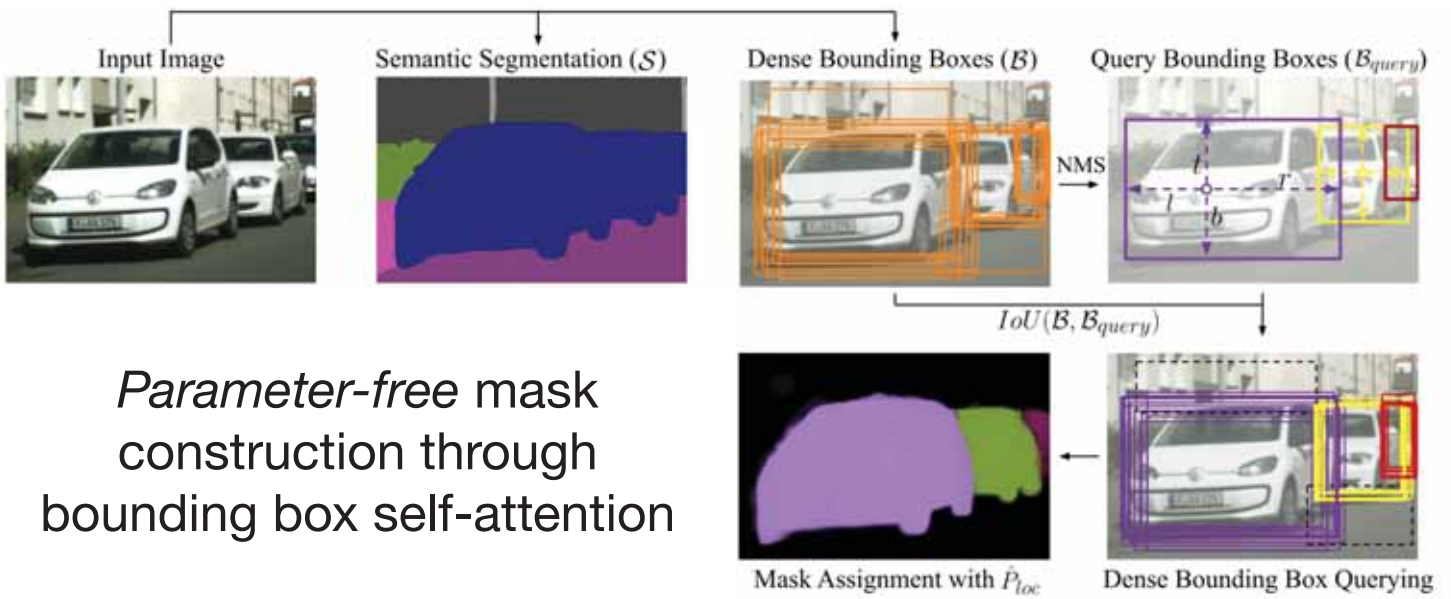 Input Image
Semantic Segmentation (𝒮)
Dense Bounding Boxes (ℬ)
Query Bounding Boxes (ℬ_query)
NMS
t
l
r
b
IoU(ℬ, ℬ_query)
Parameter-free mask
construction through
bounding box self-attention
Mask Assignment with P̂_loc
Dense Bounding Box Querying